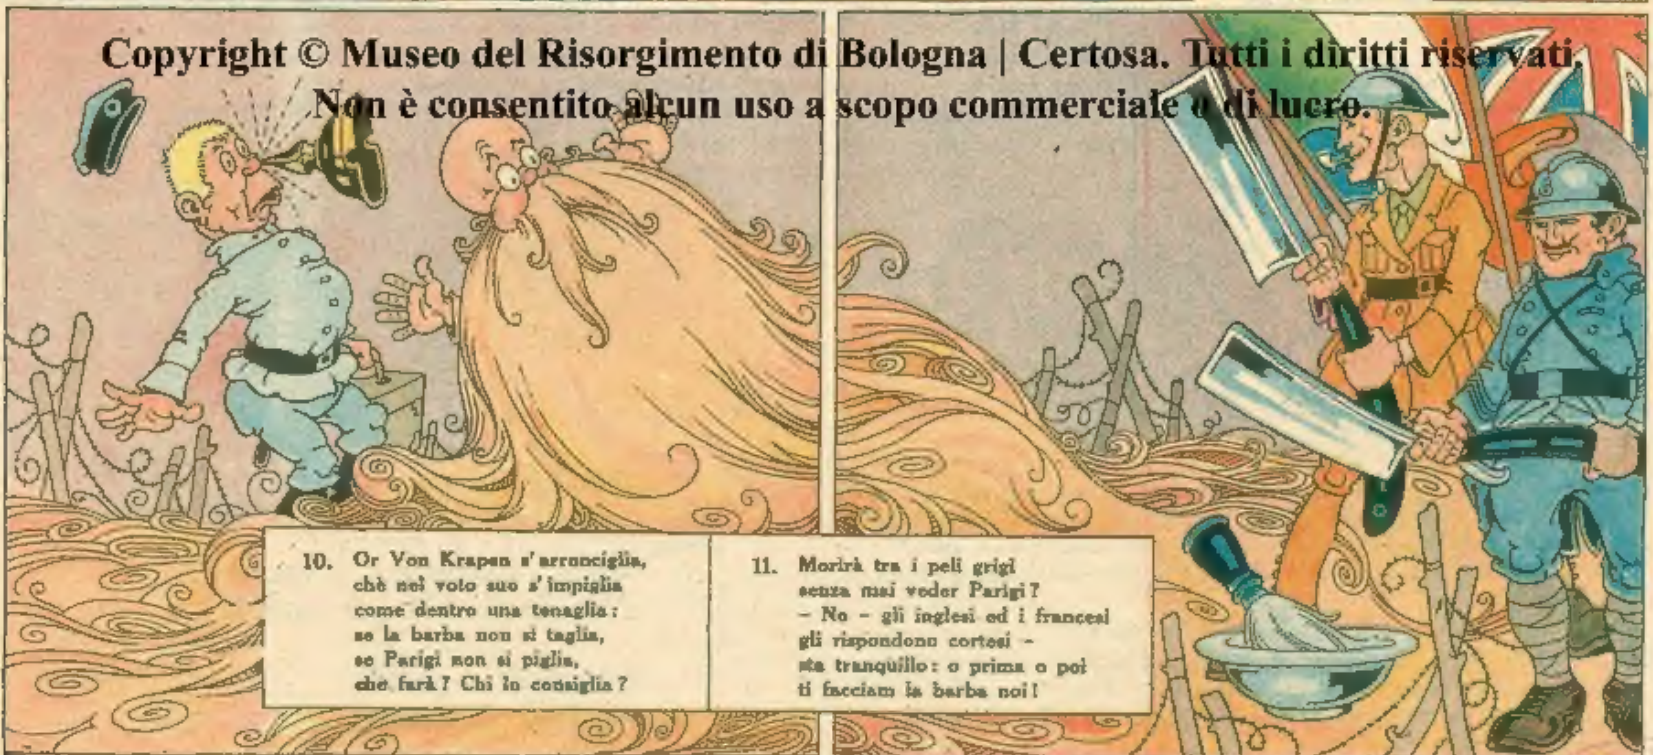 Copyright © Museo del Risorgimento di Bologna | Certosa. Tutti i diritti riservati.
Non è consentito alcun uso a scopo commerciale o di lucro.
10. Or Von Krapen s'arronciglia,
chè nel voto suo s'impiglia
come dentro una tenaglia:
se la barba non si taglia,
se Parigi non si piglia,
che farà? Chi lo consiglia?
11. Morirà tra i peli grigi
senza mai veder Parigi?
– No – gli inglesi ed i francesi
gli rispondono cortesi –
sta tranquillo: o prima o poi
ti facciam la barba noi!